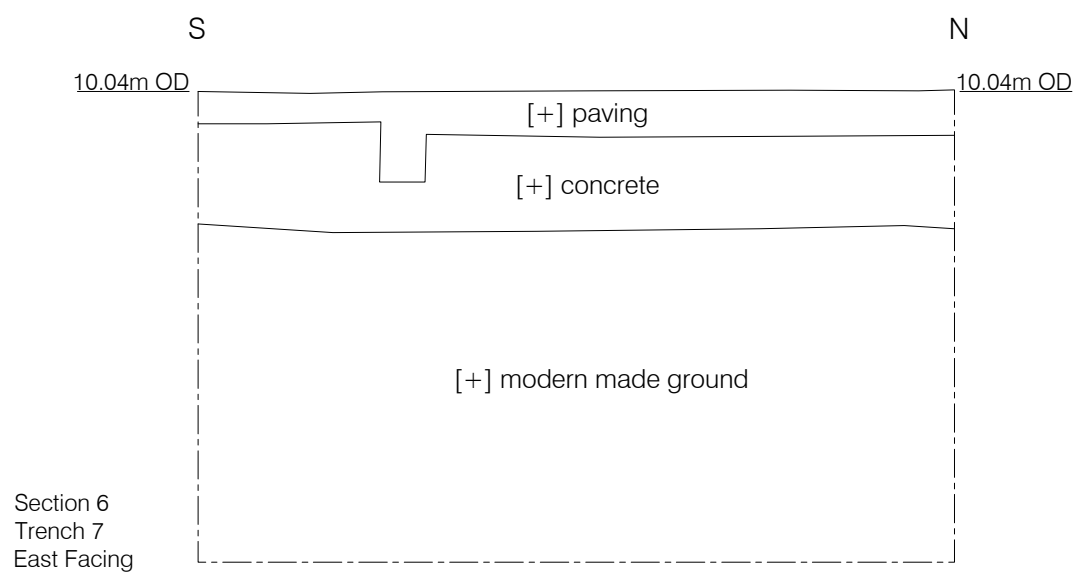 S
N
10.04m OD
10.04m OD
[+] paving
[+] concrete
[+] modern made ground
Section 6
Trench 7
East Facing